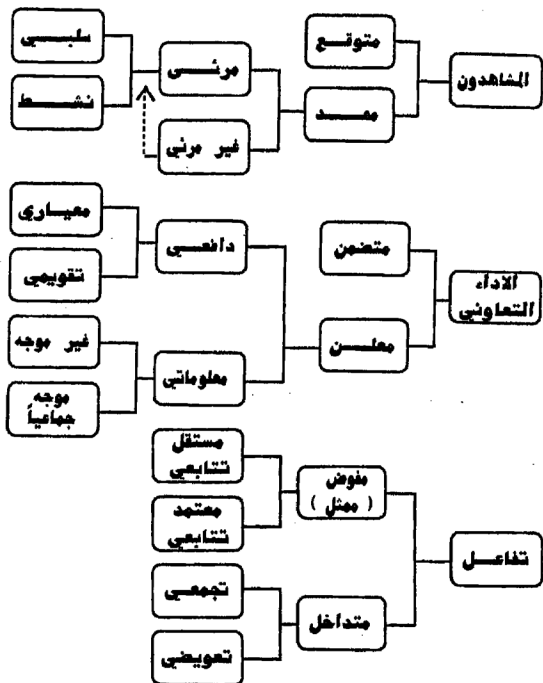 المشاهدون
متوقع
معد
مرئي
غير مرئي
سلبي
نشط
الأداء
التعاوني
متضمن
معلن
دافعي
معلوماتي
معياري
تقويمي
غير موجه
موجه
جماعياً
تفاعل
مفوض
( ممثل )
متداخل
مستقل
تتابعي
معتمد
تتابعي
تجمعي
تعويضي